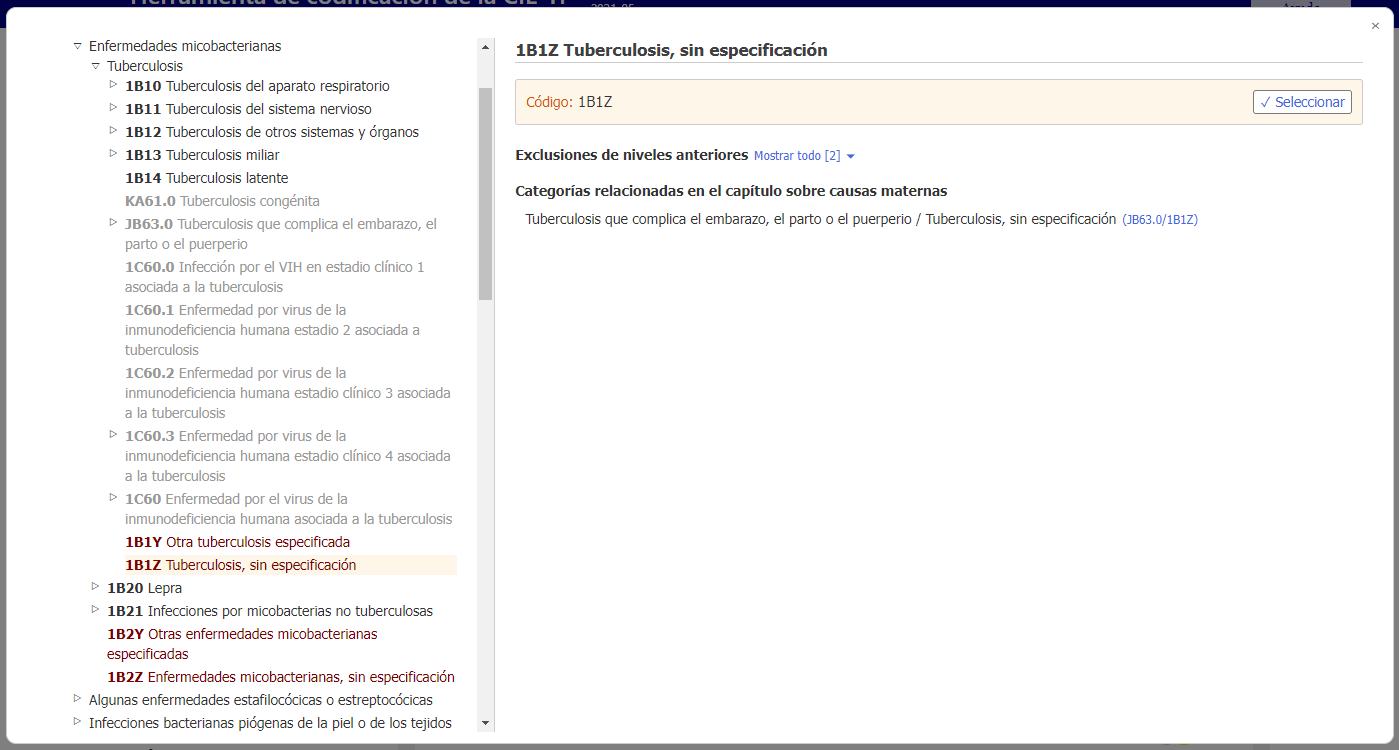 2021-05
×
Enfermedades micobacterianas
Tuberculosis
1B10 Tuberculosis del aparato respiratorio
1B11 Tuberculosis del sistema nervioso
1B12 Tuberculosis de otros sistemas y órganos
1B13 Tuberculosis miliar
1B14 Tuberculosis latente
KA61.0 Tuberculosis congénita
JB63.0 Tuberculosis que complica el embarazo, el
parto o el puerperio
1C60.0 Infección por el VIH en estadio clínico 1
asociada a la tuberculosis
1C60.1 Enfermedad por virus de la
inmunodeficiencia humana estadio 2 asociada a
tuberculosis
1C60.2 Enfermedad por virus de la
inmunodeficiencia humana estadio clínico 3 asociada
a la tuberculosis
1C60.3 Enfermedad por virus de la
inmunodeficiencia humana estadio clínico 4 asociada
a la tuberculosis
1C60 Enfermedad por el virus de la
inmunodeficiencia humana asociada a la tuberculosis
1B1Y Otra tuberculosis especificada
1B1Z Tuberculosis, sin especificación
1B20 Lepra
1B21 Infecciones por micobacterias no tuberculosas
1B2Y Otras enfermedades micobacterianas
especificadas
1B2Z Enfermedades micobacterianas, sin especificación
Algunas enfermedades estafilocócicas o estreptocócicas
Infecciones bacterianas piógenas de la piel o de los tejidos
1B1Z Tuberculosis, sin especificación
Código: 1B1Z
✓ Seleccionar
Exclusiones de niveles anteriores Mostrar todo [2]
Categorías relacionadas en el capítulo sobre causas maternas
Tuberculosis que complica el embarazo, el parto o el puerperio / Tuberculosis, sin especificación (JB63.0/1B1Z)